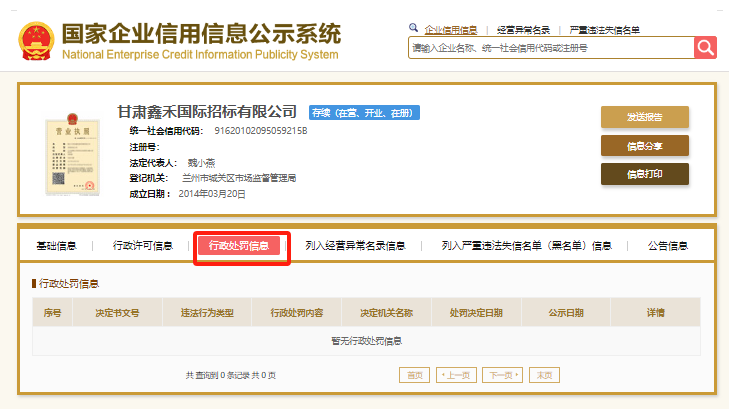 国家企业信用信息公示系统
National Enterprise Credit Information Publicity System
企业信用信息 | 经营异常名录 | 严重违法失信名单
请输入企业名称、统一社会信用代码或注册号
营业执照
甘肃鑫禾国际招标有限公司 存续（在营、开业、在册）
统一社会信用代码： 91620102095059215B
注册号：
法定代表人： 魏小燕
登记机关： 兰州市城关区市场监督管理局
成立日期： 2014年03月20日
发送报告
信息分享
信息打印
基础信息 | 行政许可信息 | 行政处罚信息 | 列入经营异常名录信息 | 列入严重违法失信名单（黑名单）信息 | 公告信息
行政处罚信息
序号 决定书文号 违法行为类型 行政处罚内容 决定机关名称 处罚决定日期 公示日期 详情
暂无行政处罚信息
共 查询到 0 条记录 共 0 页
首页 上一页 下一页 末页